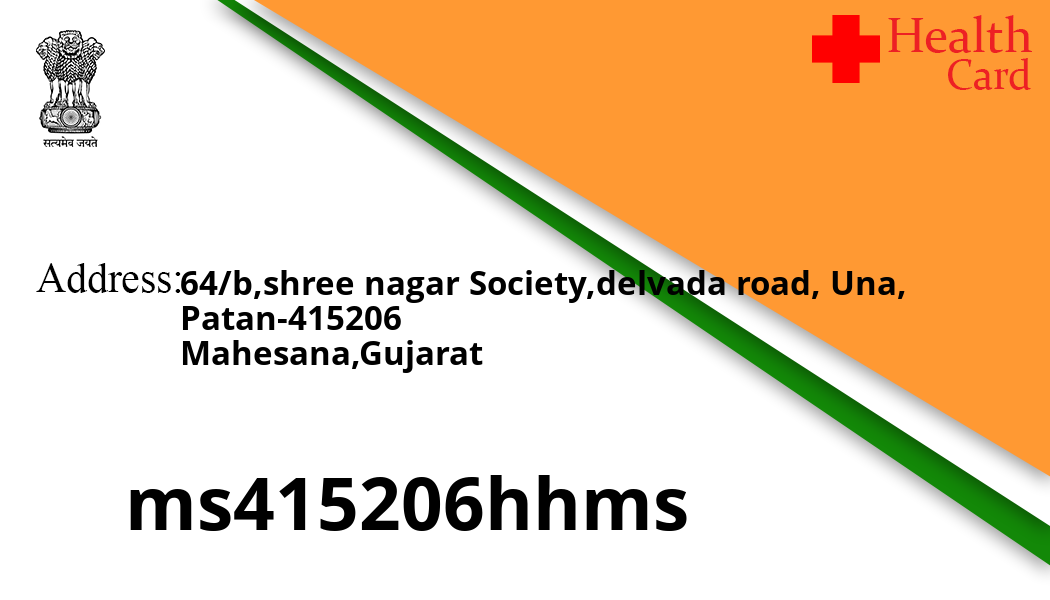 सत्यमेव जयते
Health
Card
Address:64/b,shree nagar Society,delvada road, Una,
Patan-415206
Mahesana,Gujarat
ms415206hhms